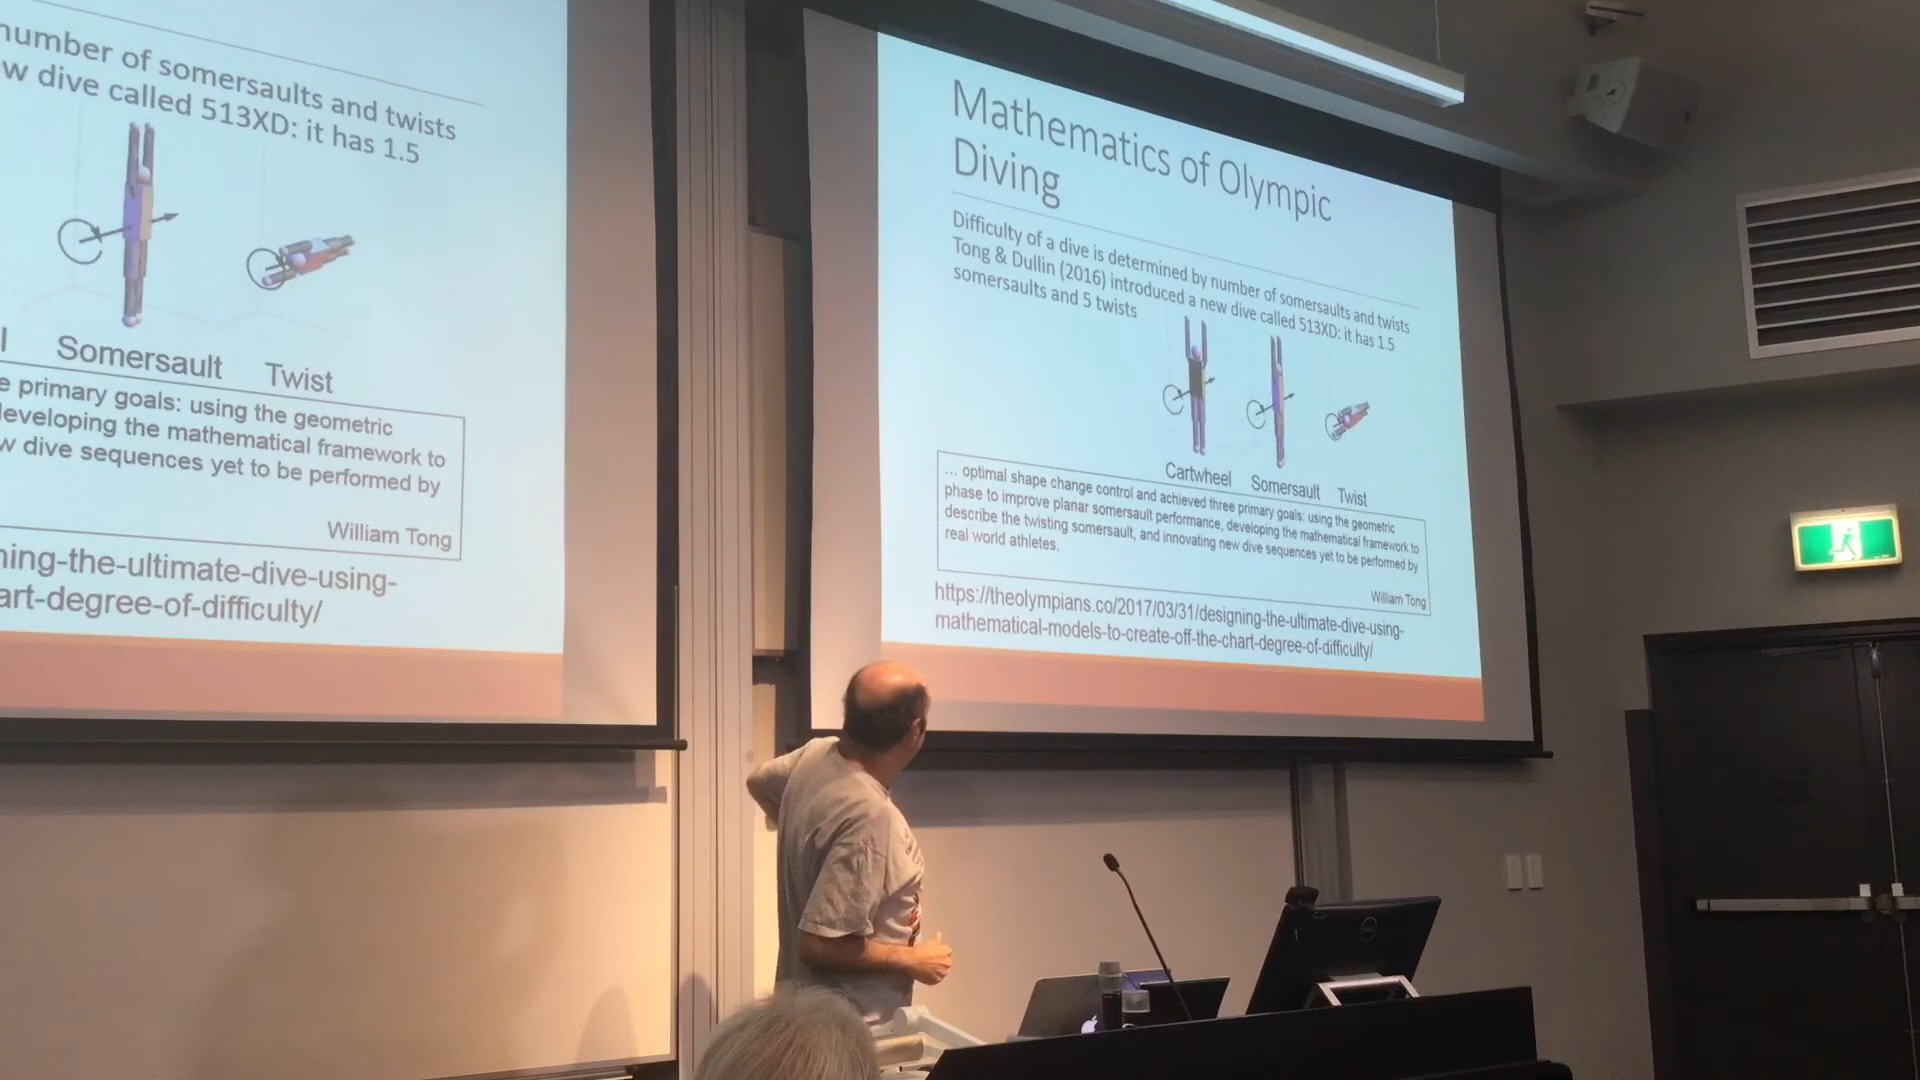 number of somersaults and twists
w dive called 513XD: it has 1.5
l Somersault Twist
e primary goals: using the geometric
developing the mathematical framework to
w dive sequences yet to be performed by
William Tong
ning-the-ultimate-dive-using-
art-degree-of-difficulty/
Mathematics of Olympic
Diving
Difficulty of a dive is determined by number of somersaults and twists
Tong & Dullin (2016) introduced a new dive called 513XD: it has 1.5
somersaults and 5 twists
Cartwheel Somersault Twist
... optimal shape change control and achieved three primary goals: using the geometric
phase to improve planar somersault performance, developing the mathematical framework to
describe the twisting somersault, and innovating new dive sequences yet to be performed by
real world athletes.
William Tong
https://theolympians.co/2017/03/31/designing-the-ultimate-dive-using-
mathematical-models-to-create-off-the-chart-degree-of-difficulty/
DELL